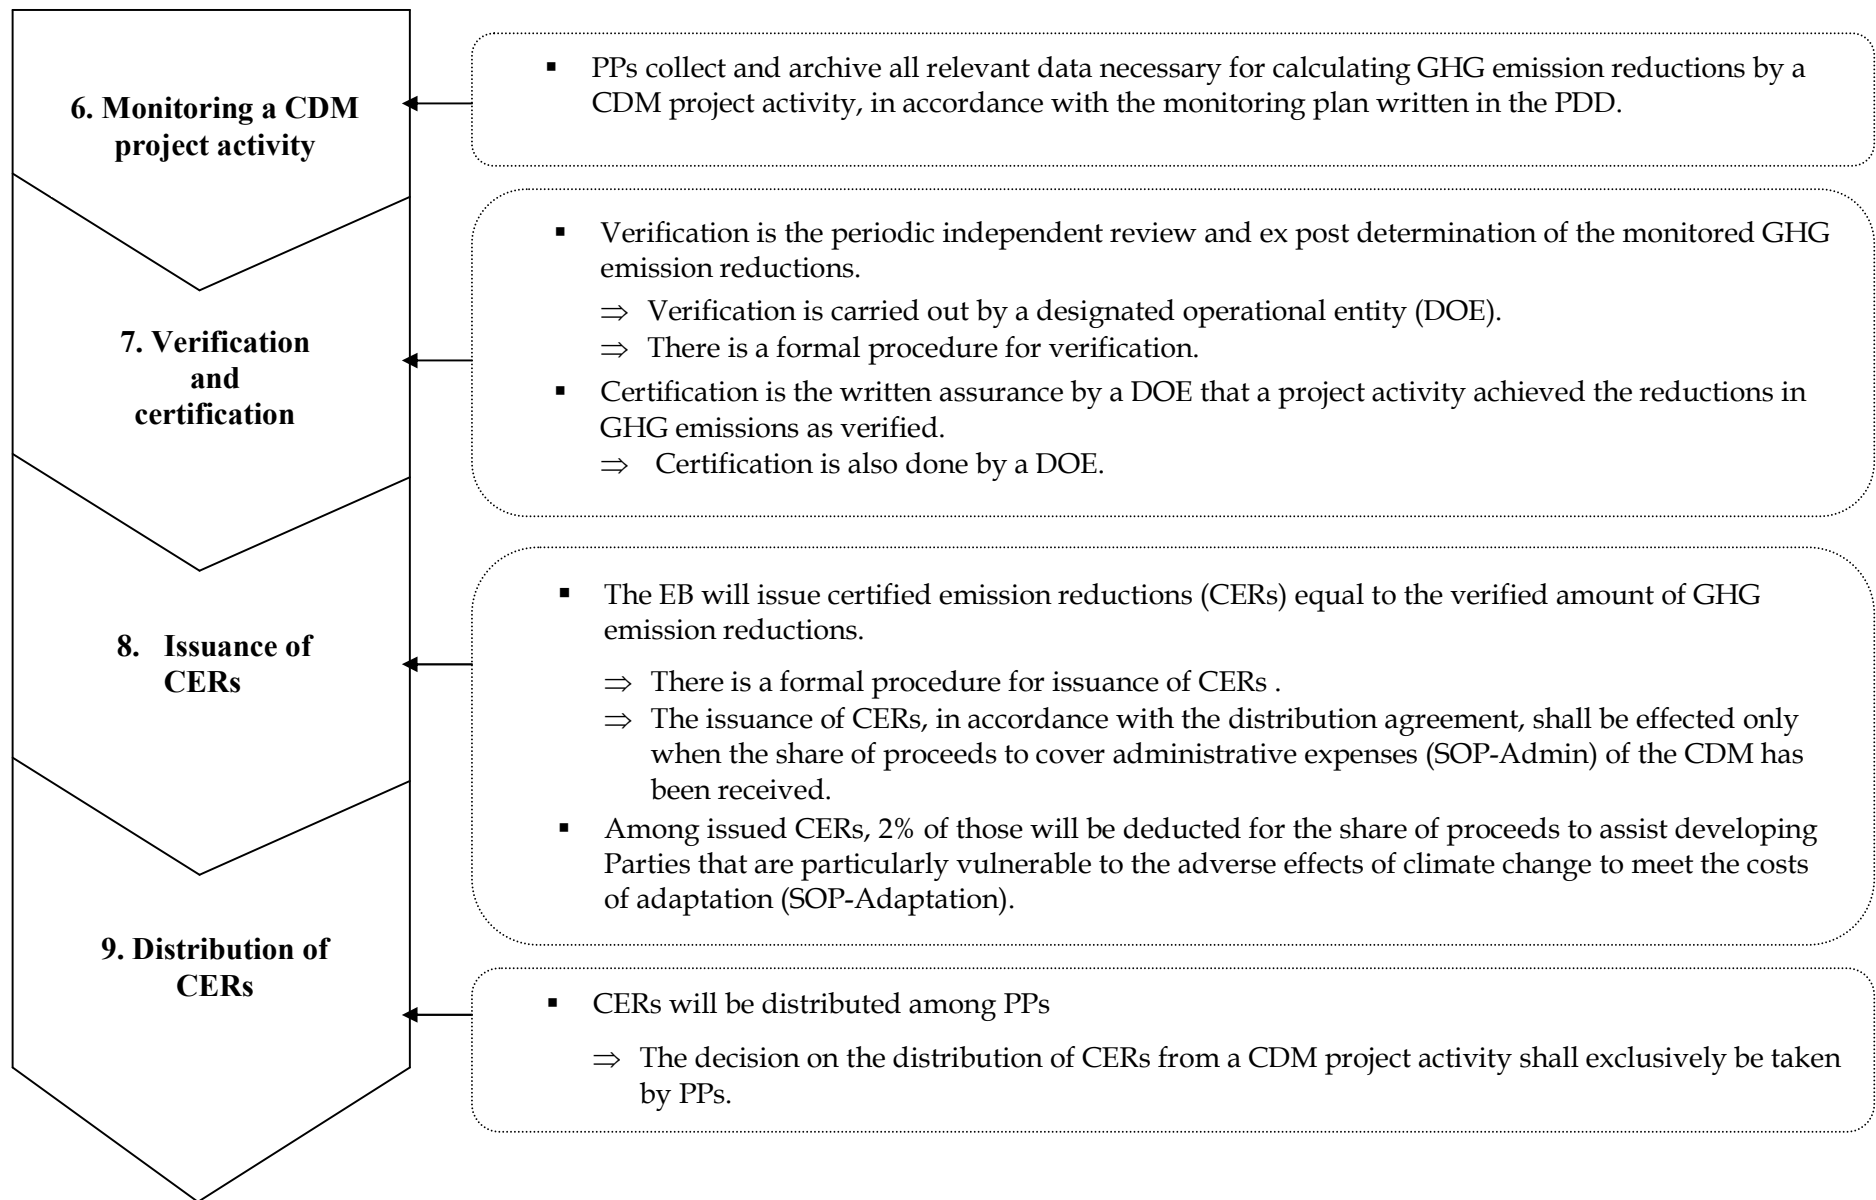 6. Monitoring a CDM
project activity
▪ PPs collect and archive all relevant data necessary for calculating GHG emission reductions by a
CDM project activity, in accordance with the monitoring plan written in the PDD.
7. Verification
and
certification
▪ Verification is the periodic independent review and ex post determination of the monitored GHG
emission reductions.
⇒ Verification is carried out by a designated operational entity (DOE).
⇒ There is a formal procedure for verification.
▪ Certification is the written assurance by a DOE that a project activity achieved the reductions in
GHG emissions as verified.
⇒ Certification is also done by a DOE.
8. Issuance of
CERs
▪ The EB will issue certified emission reductions (CERs) equal to the verified amount of GHG
emission reductions.
⇒ There is a formal procedure for issuance of CERs .
⇒ The issuance of CERs, in accordance with the distribution agreement, shall be effected only
when the share of proceeds to cover administrative expenses (SOP-Admin) of the CDM has
been received.
▪ Among issued CERs, 2% of those will be deducted for the share of proceeds to assist developing
Parties that are particularly vulnerable to the adverse effects of climate change to meet the costs
of adaptation (SOP-Adaptation).
9. Distribution of
CERs
▪ CERs will be distributed among PPs
⇒ The decision on the distribution of CERs from a CDM project activity shall exclusively be taken
by PPs.